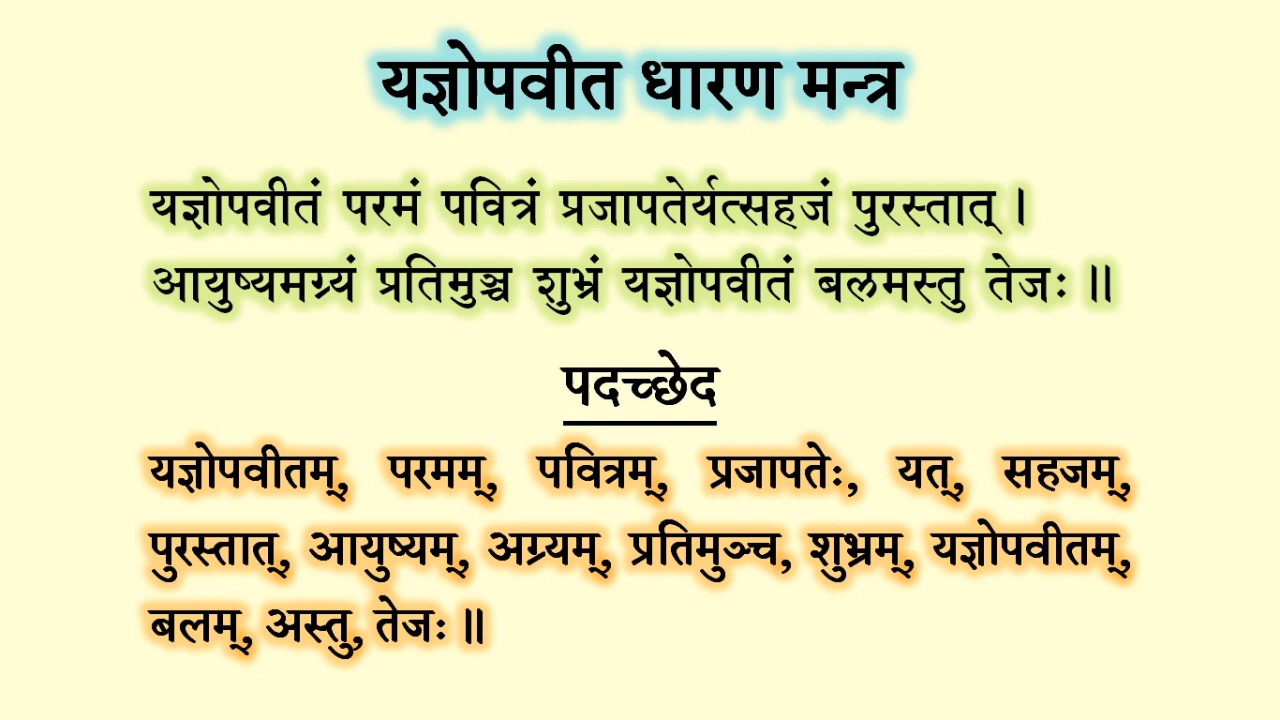 यज्ञोपवीत धारण मन्त्र
यज्ञोपवीतं परमं पवित्रं प्रजापतेर्यत्सहजं पुरस्तात् ।
आयुष्यमग्र्यं प्रतिमुञ्च शुभ्रं यज्ञोपवीतं बलमस्तु तेजः ॥
पदच्छेद
यज्ञोपवीतम्, परमम्, पवित्रम्, प्रजापतेः, यत्, सहजम्,
पुरस्तात्, आयुष्यम्, अग्र्यम्, प्रतिमुञ्च, शुभ्रम्, यज्ञोपवीतम्,
बलम्, अस्तु, तेजः ॥